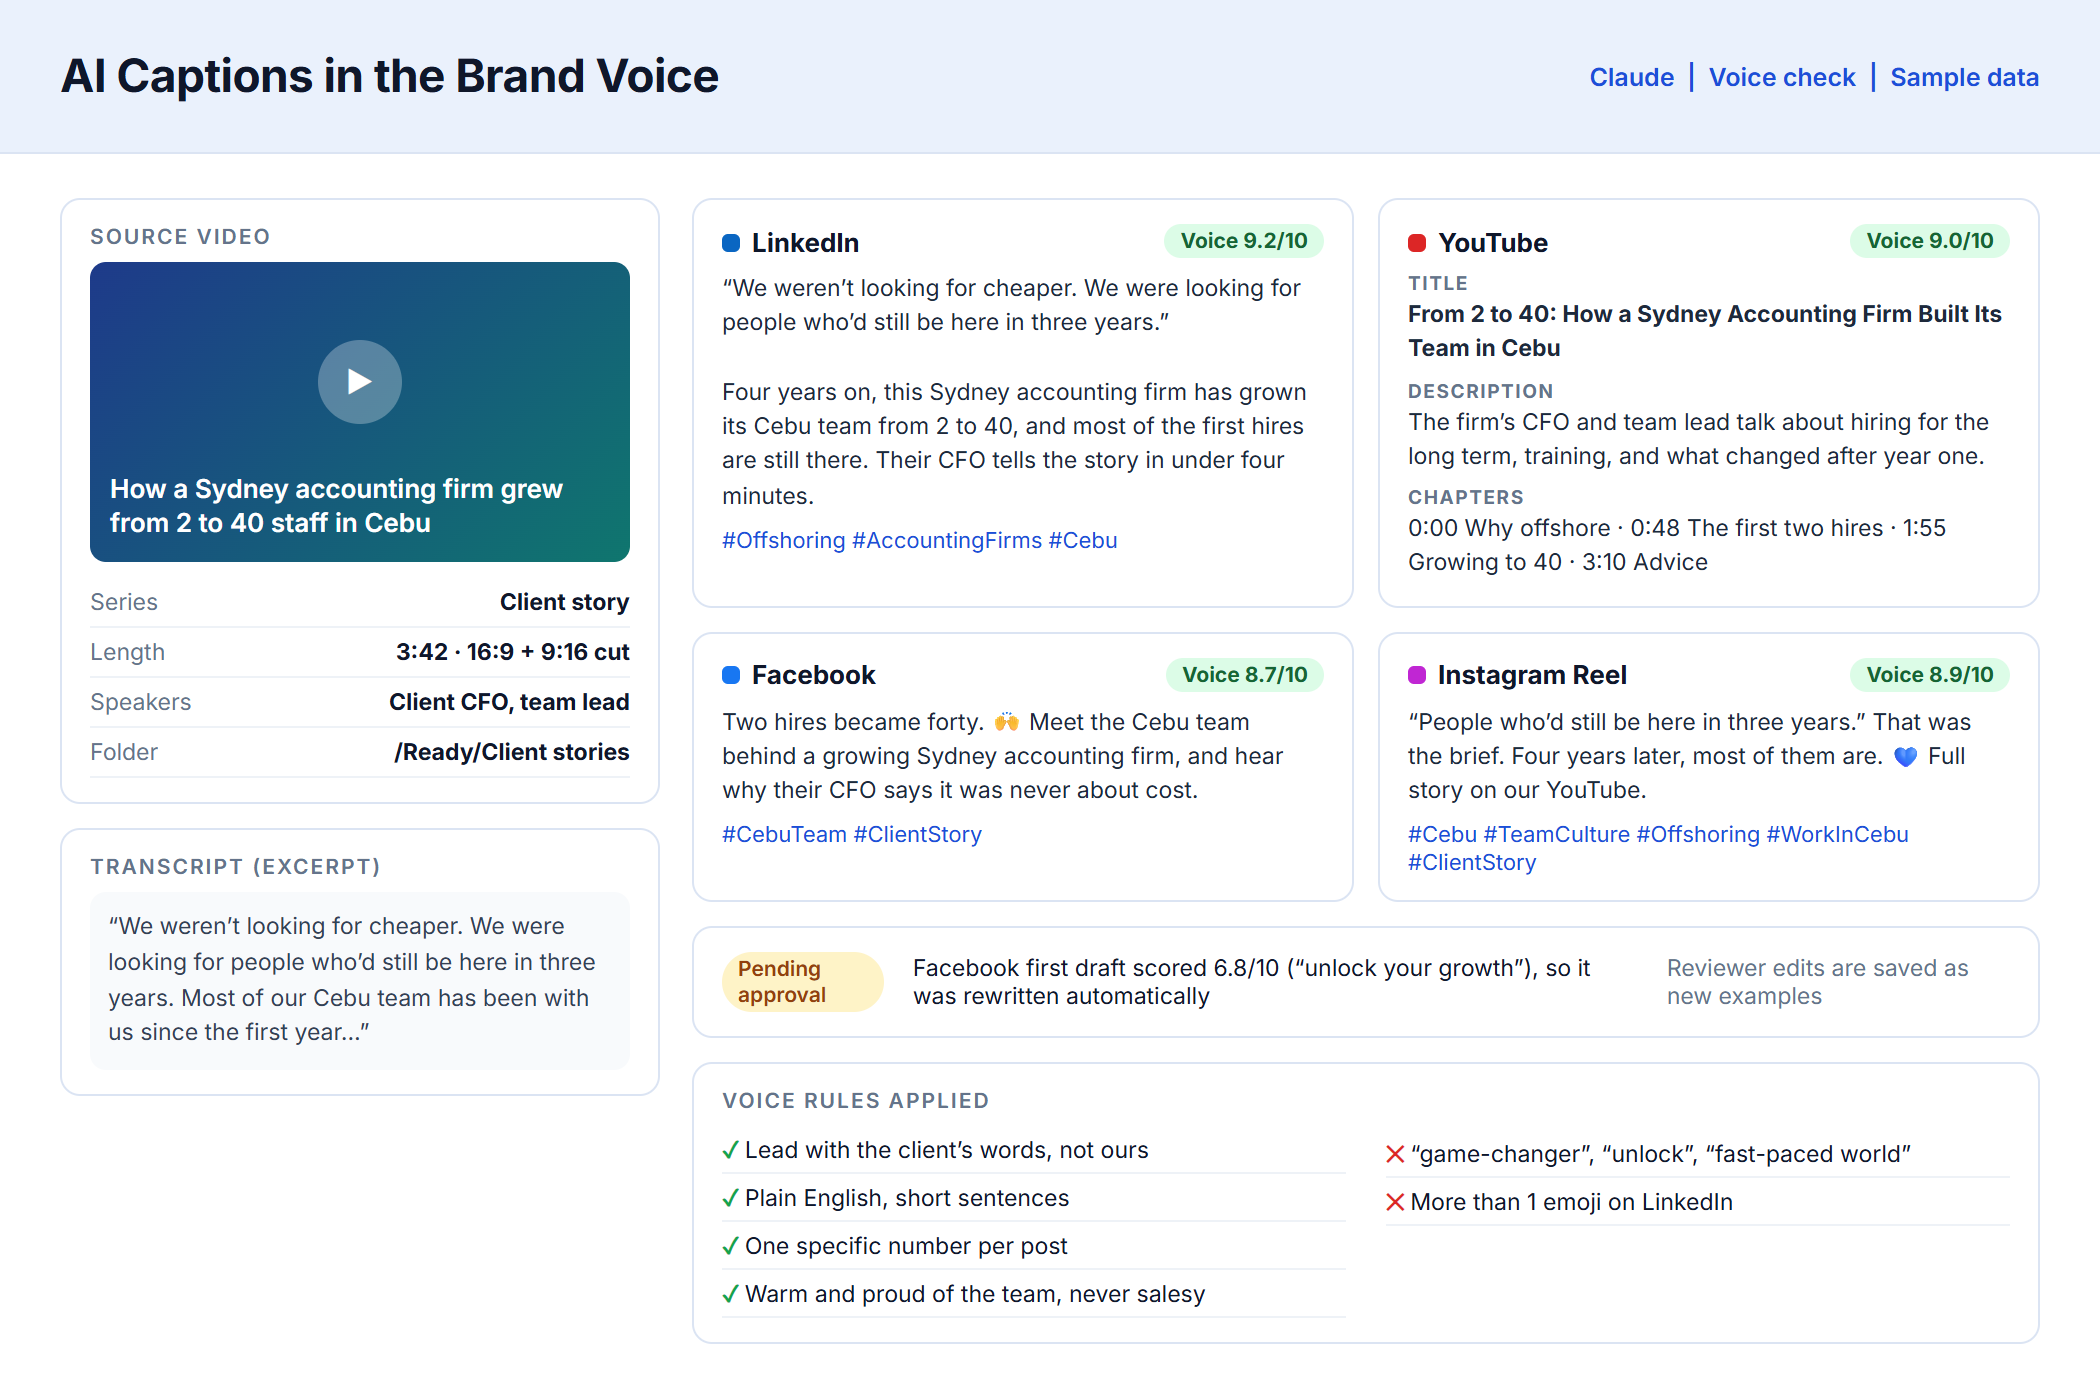 AI Captions in the Brand Voice
Claude | Voice check | Sample data
SOURCE VIDEO
How a Sydney accounting firm grew
from 2 to 40 staff in Cebu
Series Client story
Length 3:42 · 16:9 + 9:16 cut
Speakers Client CFO, team lead
Folder /Ready/Client stories
TRANSCRIPT (EXCERPT)
“We weren’t looking for cheaper. We were
looking for people who’d still be here in three
years. Most of our Cebu team has been with
us since the first year…”
LinkedIn Voice 9.2/10
“We weren’t looking for cheaper. We were looking for
people who’d still be here in three years.”
Four years on, this Sydney accounting firm has grown
its Cebu team from 2 to 40, and most of the first hires
are still there. Their CFO tells the story in under four
minutes.
#Offshoring #AccountingFirms #Cebu
YouTube Voice 9.0/10
TITLE
From 2 to 40: How a Sydney Accounting Firm Built Its
Team in Cebu
DESCRIPTION
The firm’s CFO and team lead talk about hiring for the
long term, training, and what changed after year one.
CHAPTERS
0:00 Why offshore · 0:48 The first two hires · 1:55
Growing to 40 · 3:10 Advice
Facebook Voice 8.7/10
Two hires became forty. 🙌 Meet the Cebu team
behind a growing Sydney accounting firm, and hear
why their CFO says it was never about cost.
#CebuTeam #ClientStory
Instagram Reel Voice 8.9/10
“People who’d still be here in three years.” That was
the brief. Four years later, most of them are. 💙 Full
story on our YouTube.
#Cebu #TeamCulture #Offshoring #WorkInCebu
#ClientStory
Pending
approval
Facebook first draft scored 6.8/10 (“unlock your growth”), so it
was rewritten automatically
Reviewer edits are saved as
new examples
VOICE RULES APPLIED
✓ Lead with the client’s words, not ours
✓ Plain English, short sentences
✓ One specific number per post
✓ Warm and proud of the team, never salesy
✕ “game-changer”, “unlock”, “fast-paced world”
✕ More than 1 emoji on LinkedIn